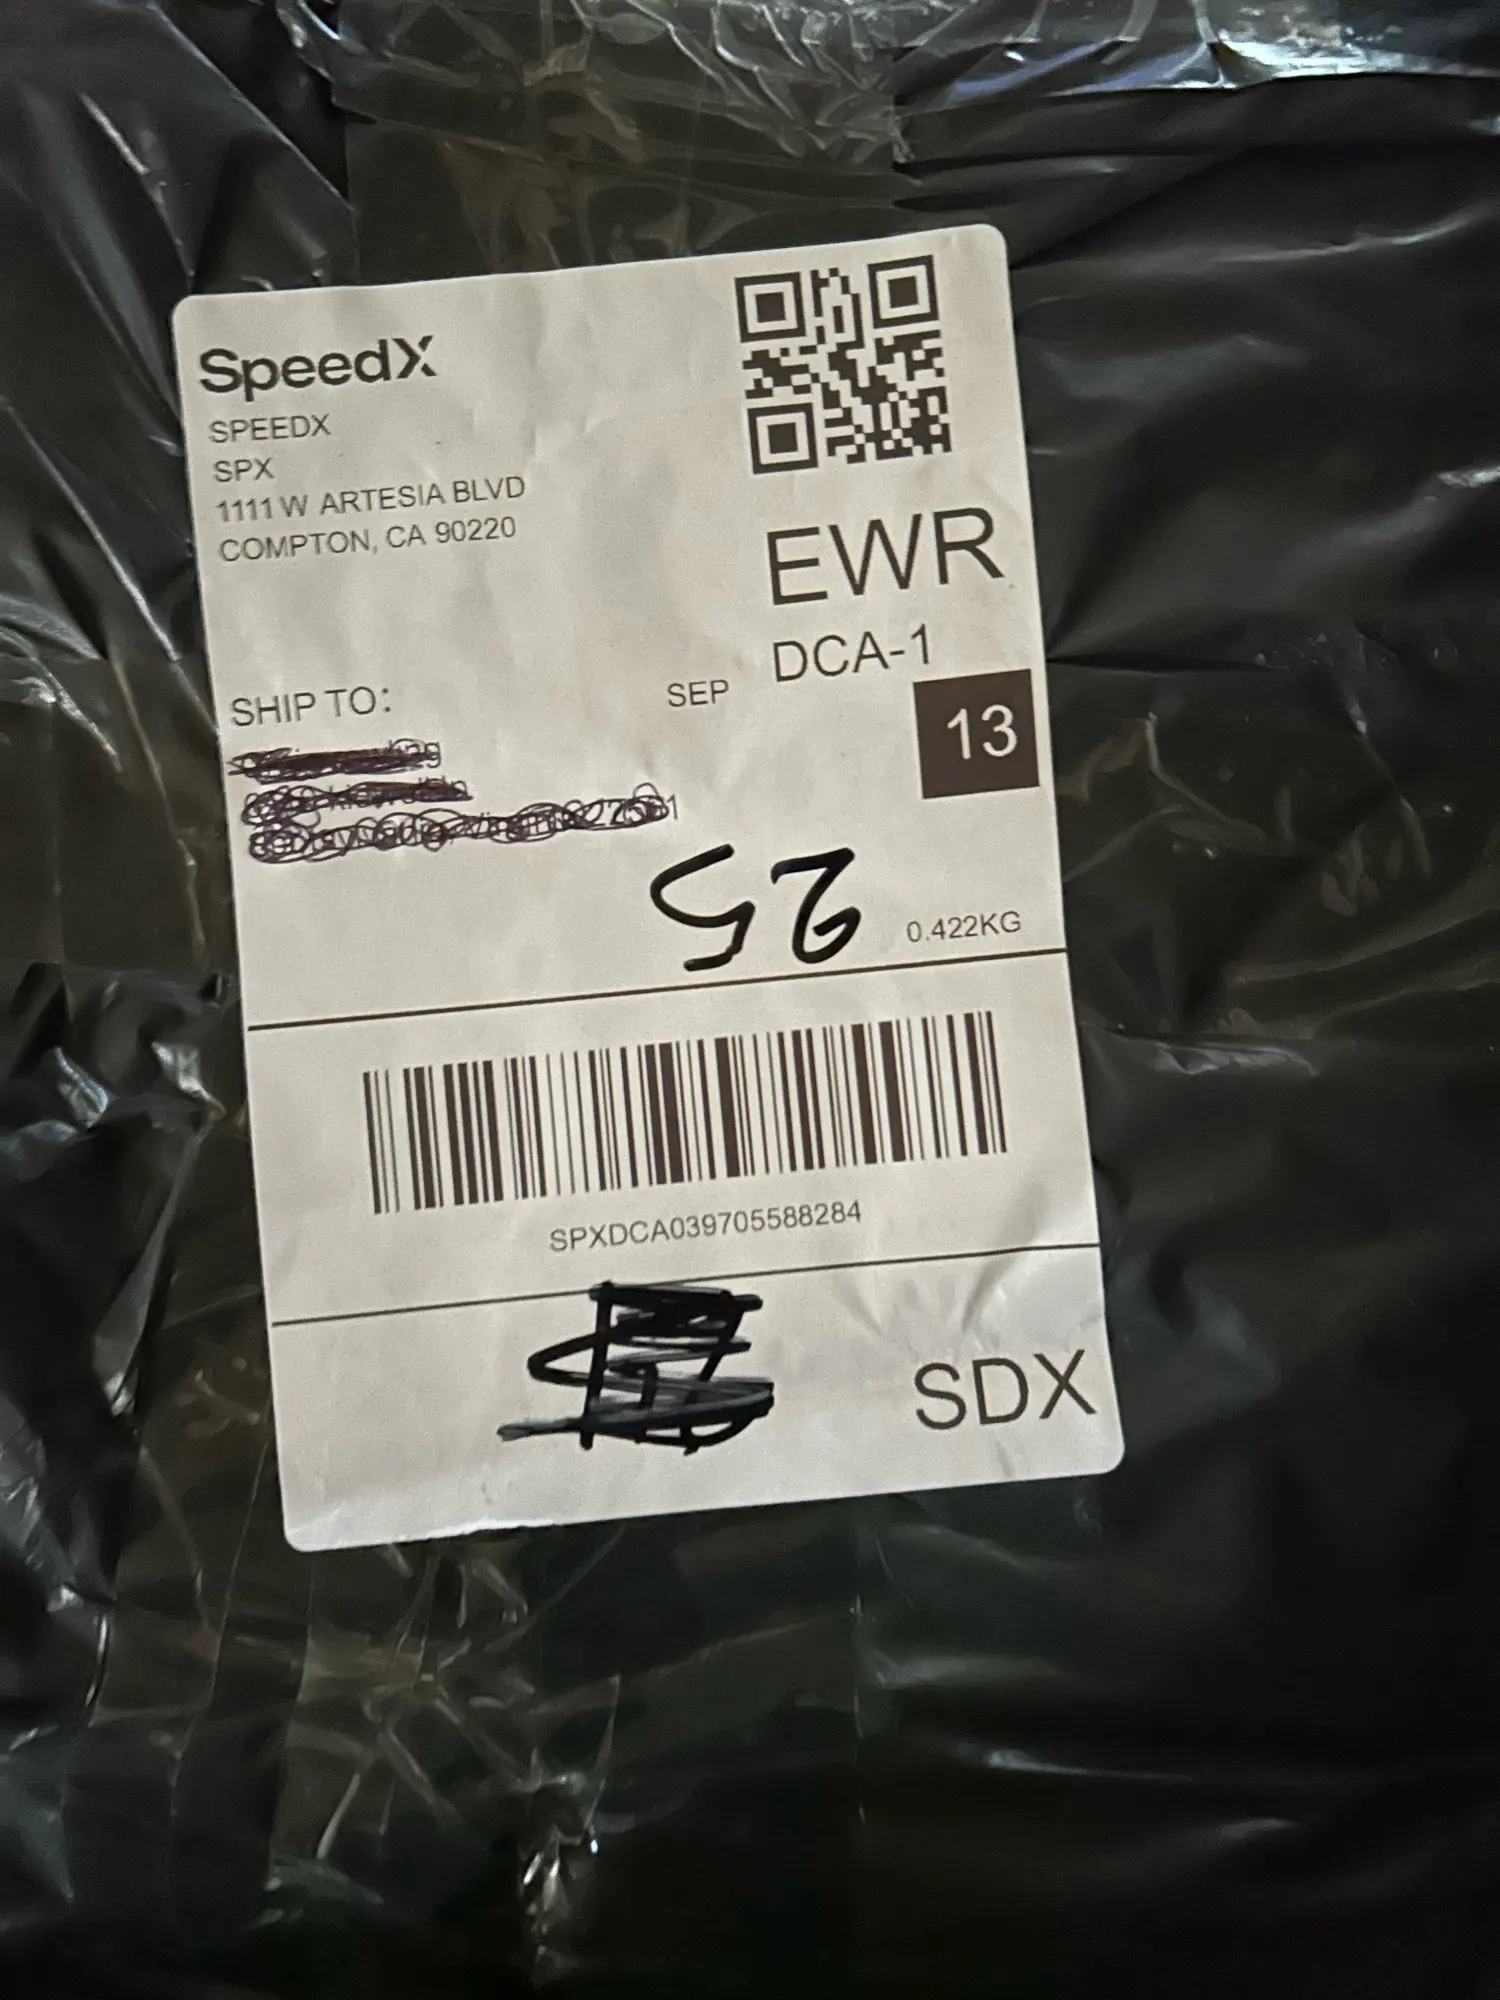 SpeedX
SPEEDX
SPX
1111 W ARTESIA BLVD
COMPTON, CA 90220
EWR
DCA-1
SHIP TO:
SEP
13
0.422KG
SPXDCA039705588284
SDX